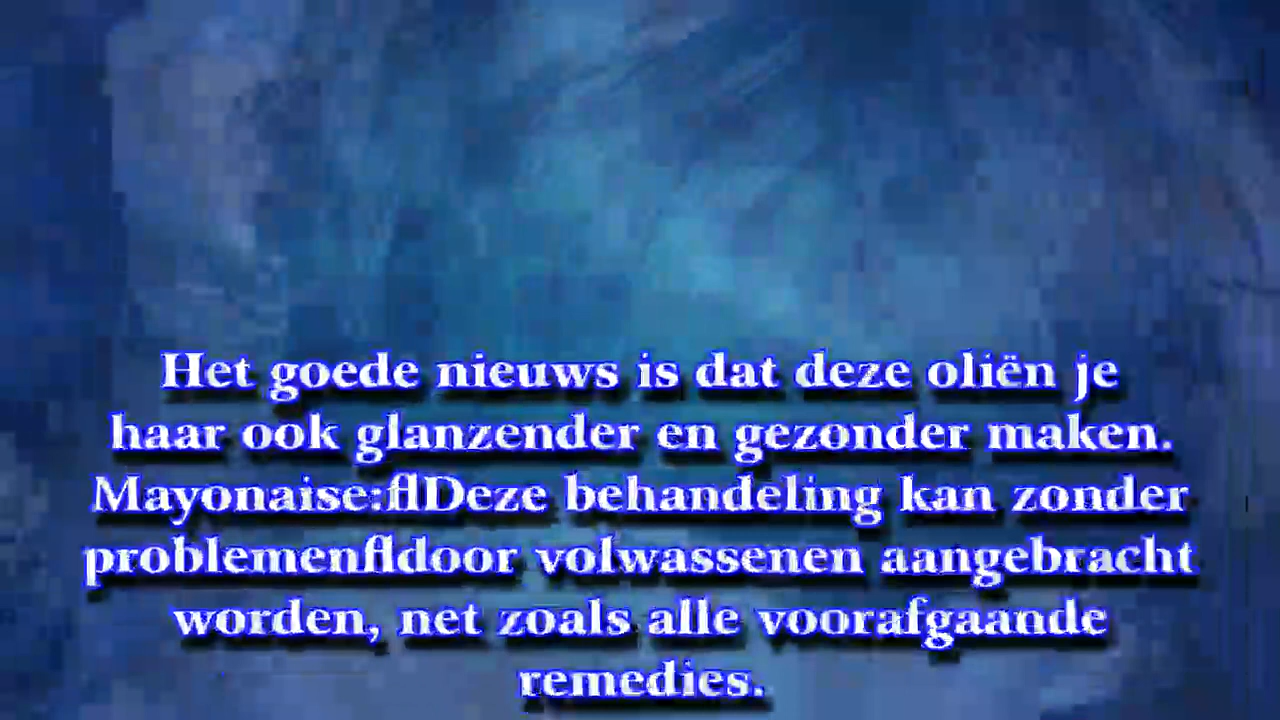 Het goede nieuws is dat deze oliën je
haar ook glanzender en gezonder maken.
Mayonaise:flDeze behandeling kan zonder
problemenfldoor volwassenen aangebracht
worden, net zoals alle voorafgaande
remedies.